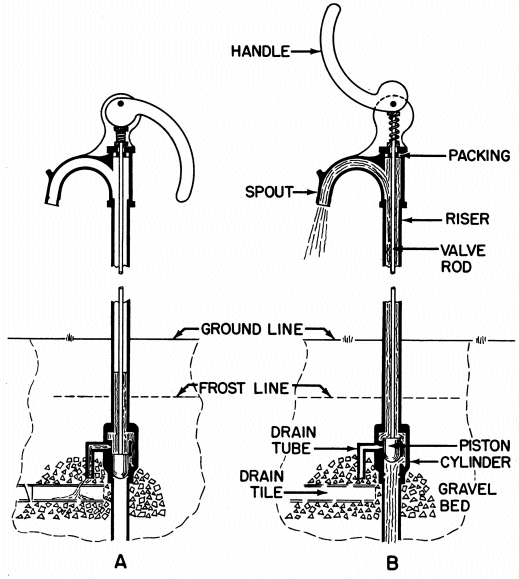 HANDLE
PACKING
SPOUT
RISER
VALVE
ROD
GROUND LINE
FROST LINE
DRAIN
TUBE
PISTON
CYLINDER
DRAIN
TILE
GRAVEL
BED
A
B